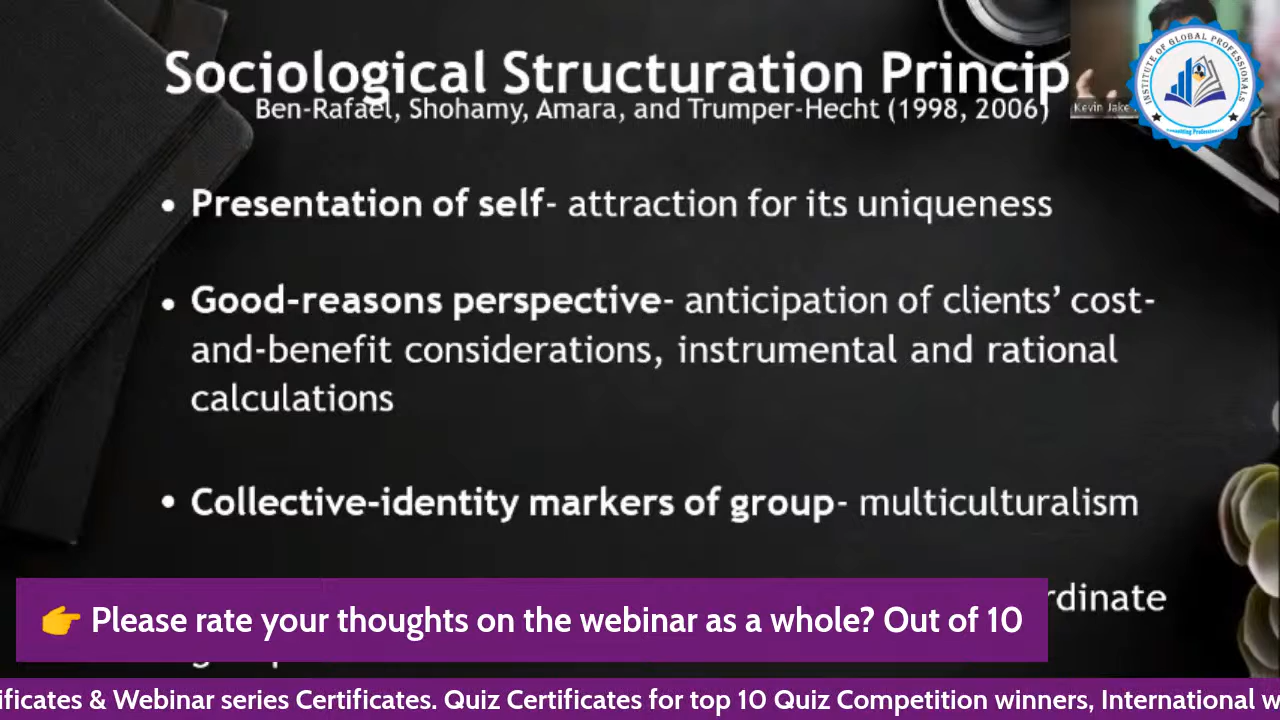 Sociological Structuration Princip
Ben-Rafael, Shohamy, Amara, and Trumper-Hecht (1998, 2006)
Kevin Jake
INSTITUTE OF GLOBAL PROFESSIONALS
• Presentation of self- attraction for its uniqueness
• Good-reasons perspective- anticipation of clients’ cost-
and-benefit considerations, instrumental and rational
calculations
• Collective-identity markers of group- multiculturalism
rdinate
👉 Please rate your thoughts on the webinar as a whole? Out of 10
ificates & Webinar series Certificates. Quiz Certificates for top 10 Quiz Competition winners, International w